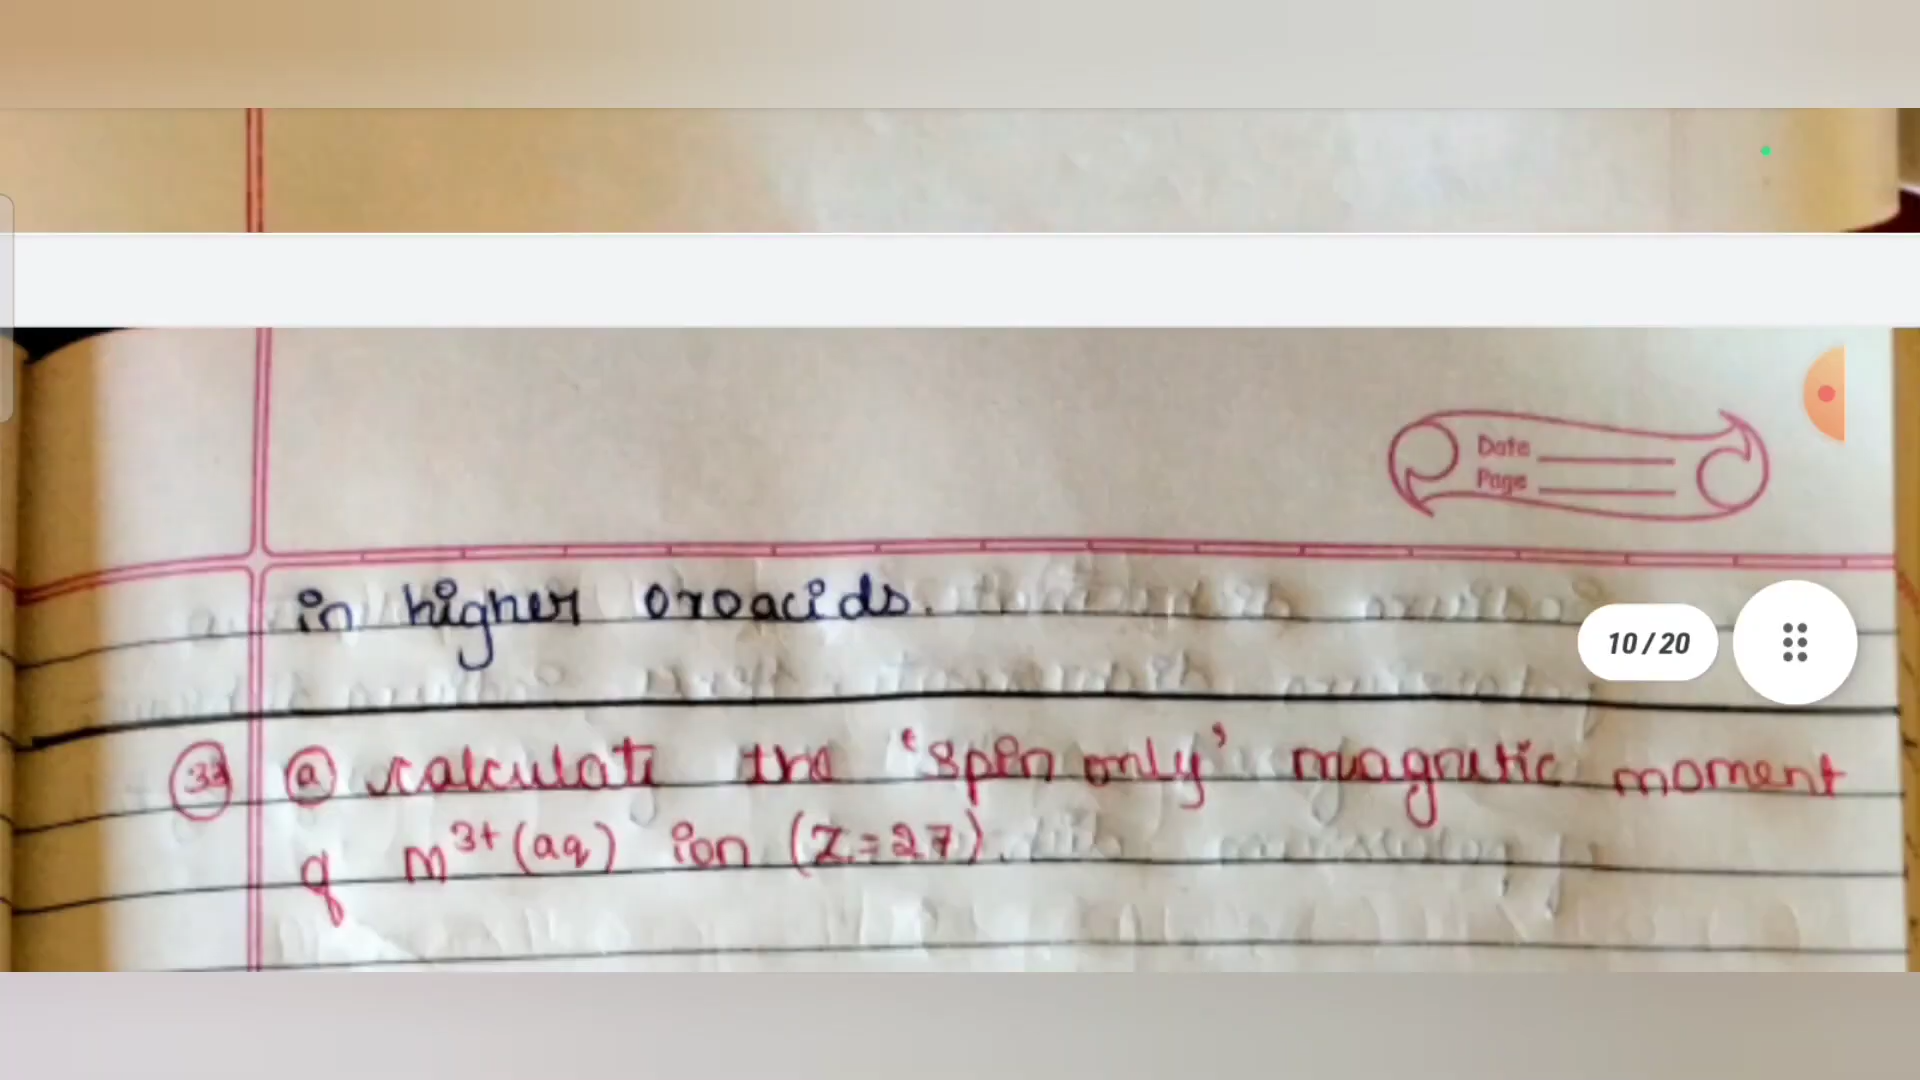 Date
Page
in higher oxoacids.
10/20
33 a calculate the 'spin only' magnetic moment
of M3+(aq) ion (Z=27).